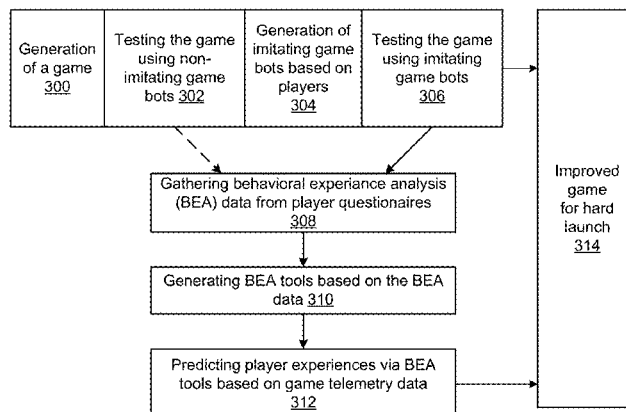 Generation
of a game
300
Testing the game
using non-
imitating game
bots 302
Generation of
imitating game
bots based on
players
304
Testing the game
using imitating
game bots
306
Gathering behavioral experiance analysis
(BEA) data from player questionaires
308
Generating BEA tools based on the BEA
data 310
Predicting player experiences via BEA
tools based on game telemetry data
312
Improved
game
for hard
launch
314